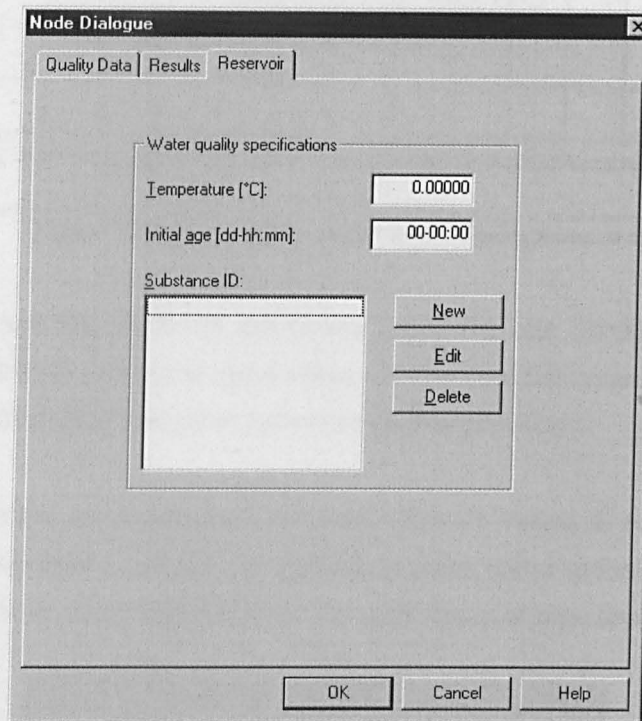 Node Dialogue
Quality Data Results Reservoir
Water quality specifications
Temperature [°C]: 0.00000
Initial age [dd-hh:mm]: 00-00:00
Substance ID:
New
Edit
Delete
OK Cancel Help